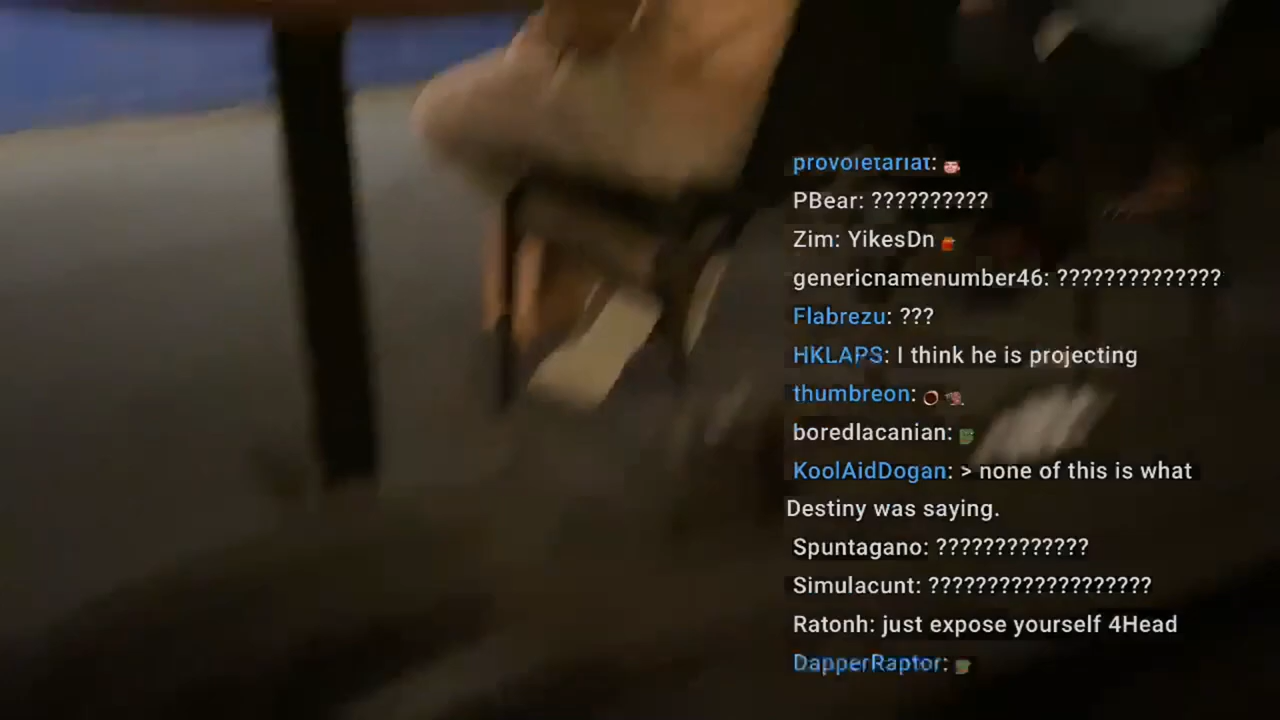 provoletariat:
PBear: ??????????
Zim: YikesDn
genericnamenumber46: ??????????????
Flabrezu: ???
HKLAPS: I think he is projecting
thumbreon:
boredlacanian:
KoolAidDogan: > none of this is what
Destiny was saying.
Spuntagano: ?????????????
Simulacunt: ???????????????????
Ratonh: just expose yourself 4Head
DapperRaptor: